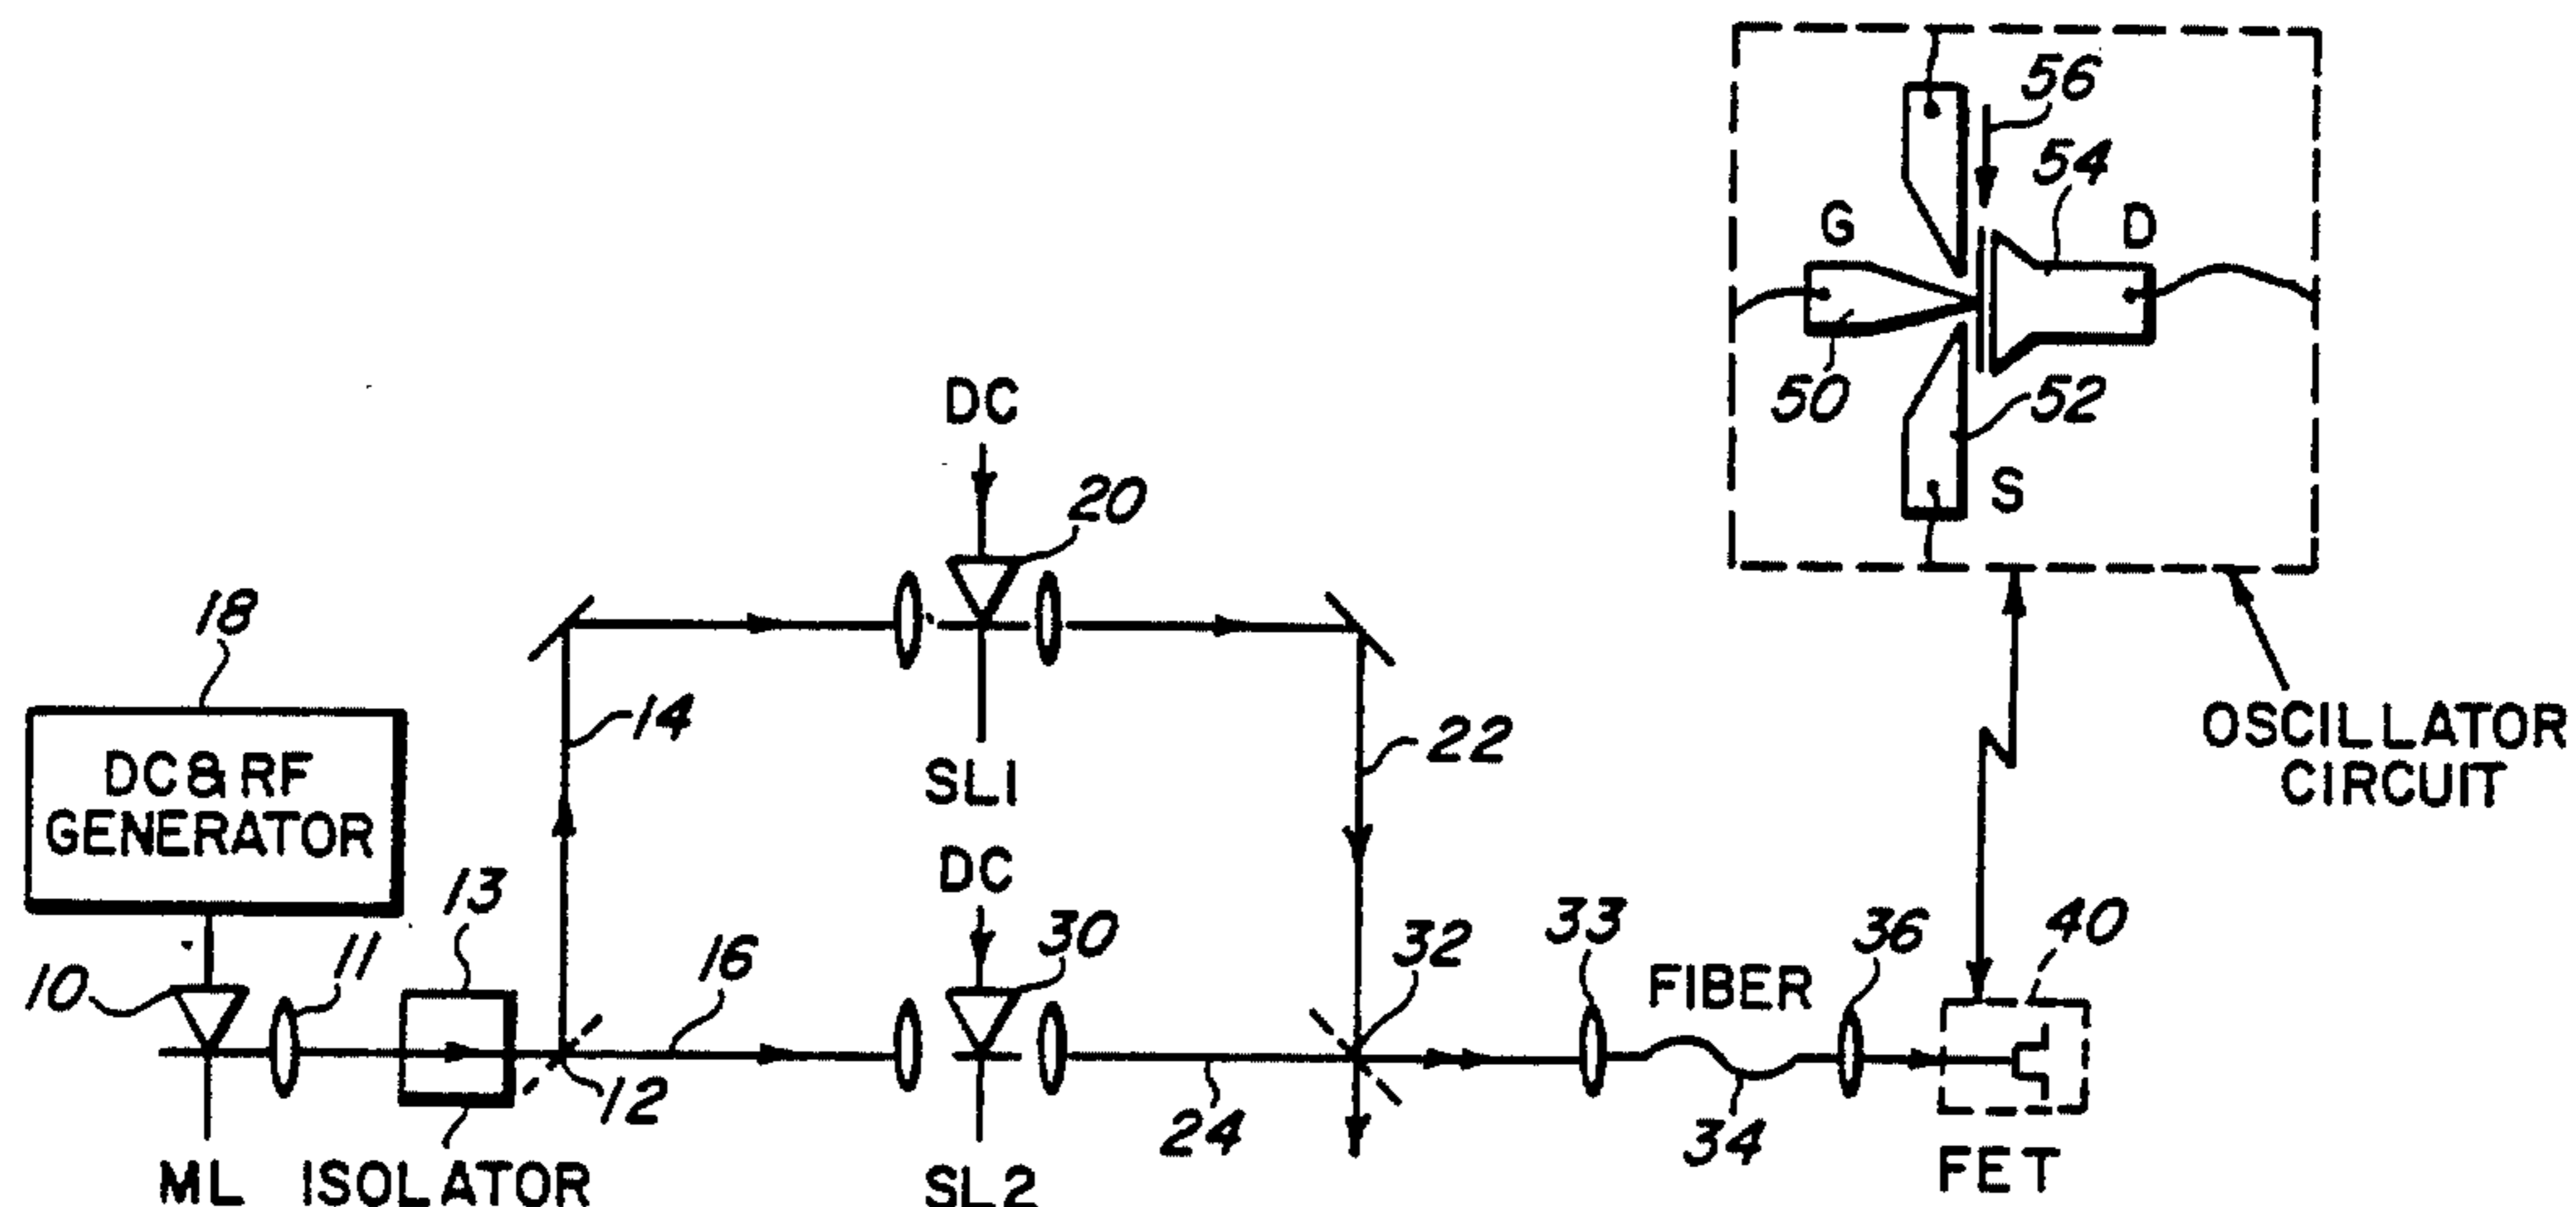 56
54
G
D
50
52
S
DC
20
18
14
22
OSCILLATOR
CIRCUIT
DC & RF
GENERATOR
SL1
DC
13
10
11
16
30
32
33
36
40
FIBER
12
24
34
ML
ISOLATOR
SL2
FET